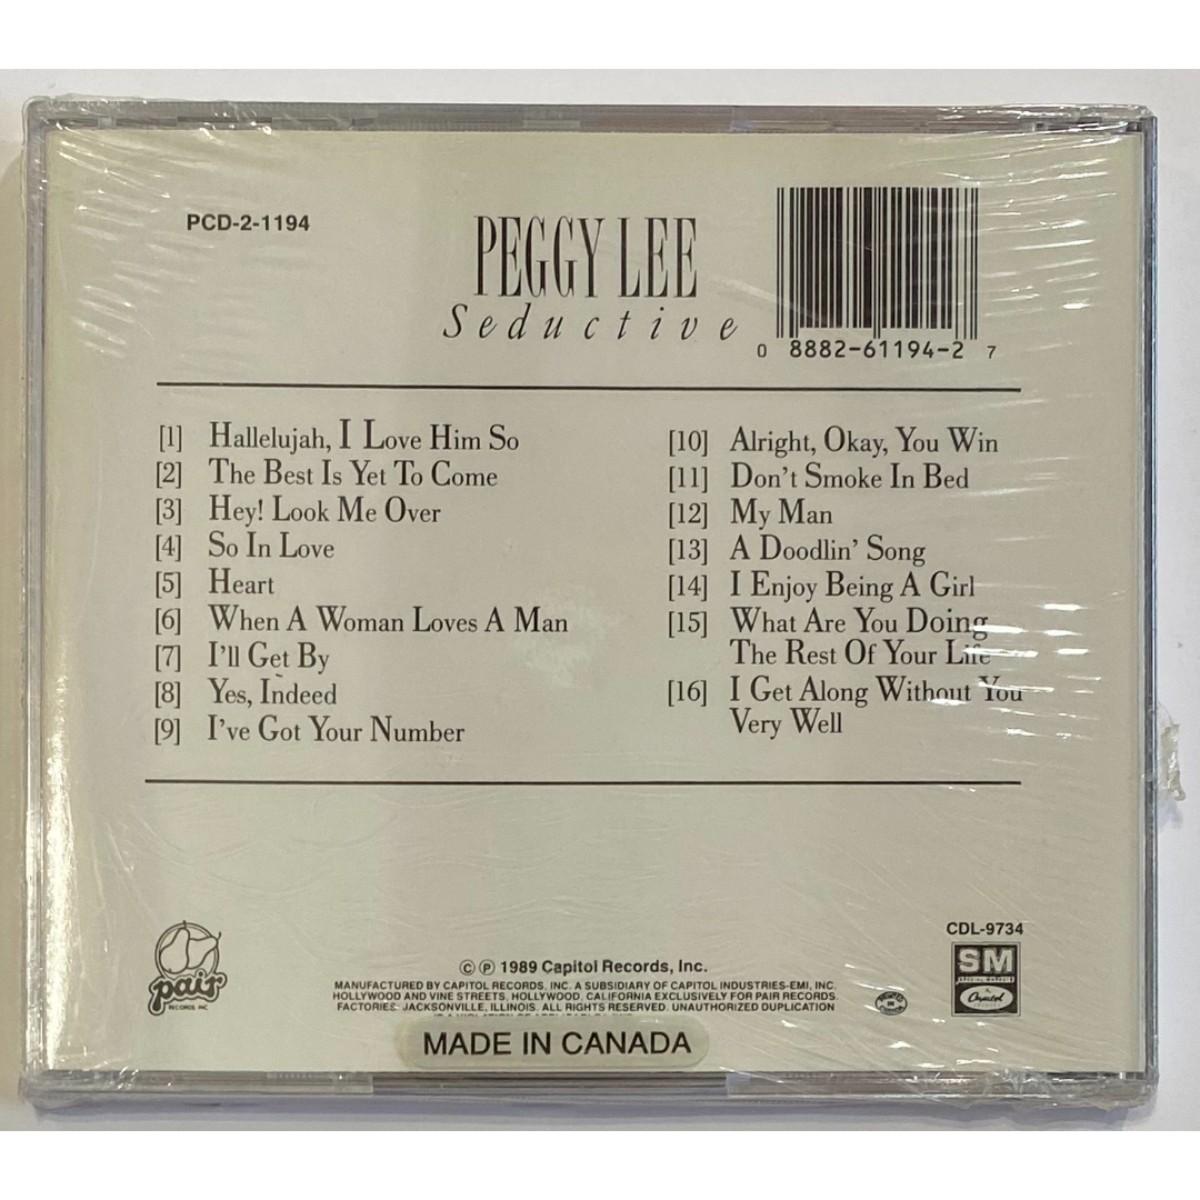 PCD-2-1194
PEGGY LEE
Seductive
0 8882-61194-2 7
[1] Hallelujah, I Love Him So
[2] The Best Is Yet To Come
[3] Hey! Look Me Over
[4] So In Love
[5] Heart
[6] When A Woman Loves A Man
[7] I'll Get By
[8] Yes, Indeed
[9] I've Got Your Number
[10] Alright, Okay, You Win
[11] Don't Smoke In Bed
[12] My Man
[13] A Doodlin' Song
[14] I Enjoy Being A Girl
[15] What Are You Doing
The Rest Of Your Life
[16] I Get Along Without You
Very Well
pair
RECORDS INC
© ℗ 1989 Capitol Records, Inc.
MANUFACTURED BY CAPITOL RECORDS, INC. A SUBSIDIARY OF CAPITOL INDUSTRIES-EMI, INC.
HOLLYWOOD AND VINE STREETS, HOLLYWOOD, CALIFORNIA EXCLUSIVELY FOR PAIR RECORDS.
FACTORIES: JACKSONVILLE, ILLINOIS. ALL RIGHTS RESERVED. UNAUTHORIZED DUPLICATION
MADE IN CANADA
CDL-9734
SM
SPECIAL MARKETS
Capitol